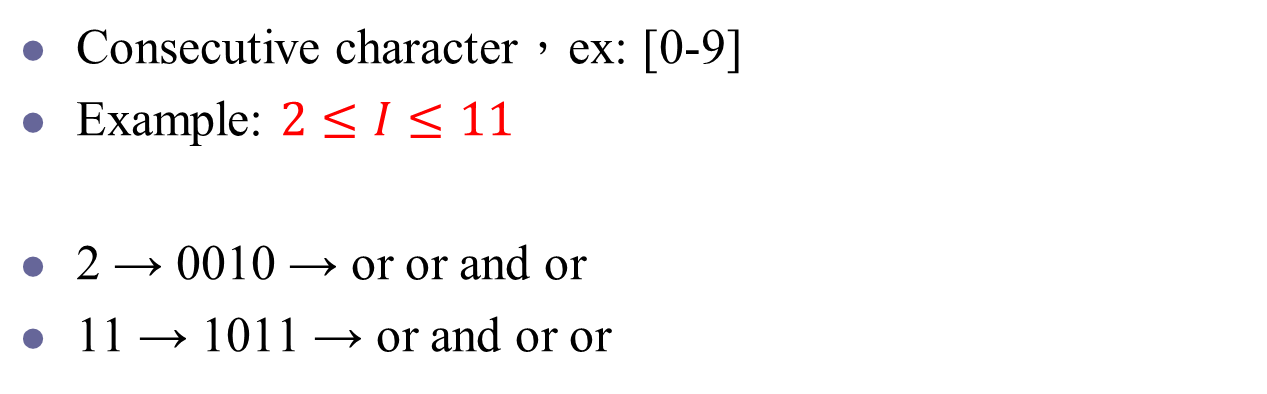 Consecutive character，ex: [0-9]
Example: 2 ≤ I ≤ 11
2 → 0010 → or or and or
11 → 1011 → or and or or